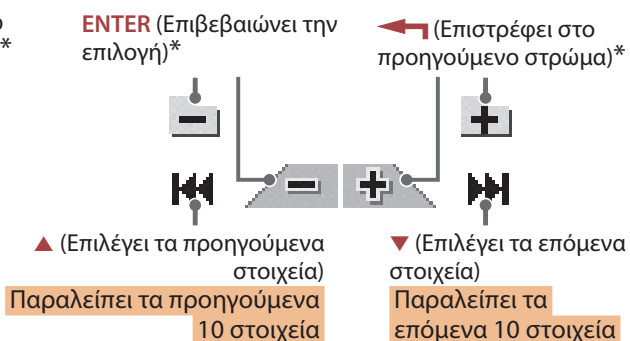 *
ENTER (Επιβεβαιώνει την
επιλογή)*
(Επιστρέφει στο
προηγούμενο στρώμα)*
▲ (Επιλέγει τα προηγούμενα
στοιχεία)
Παραλείπει τα προηγούμενα
10 στοιχεία
▼ (Επιλέγει τα επόμενα
στοιχεία)
Παραλείπει τα
επόμενα 10 στοιχεία